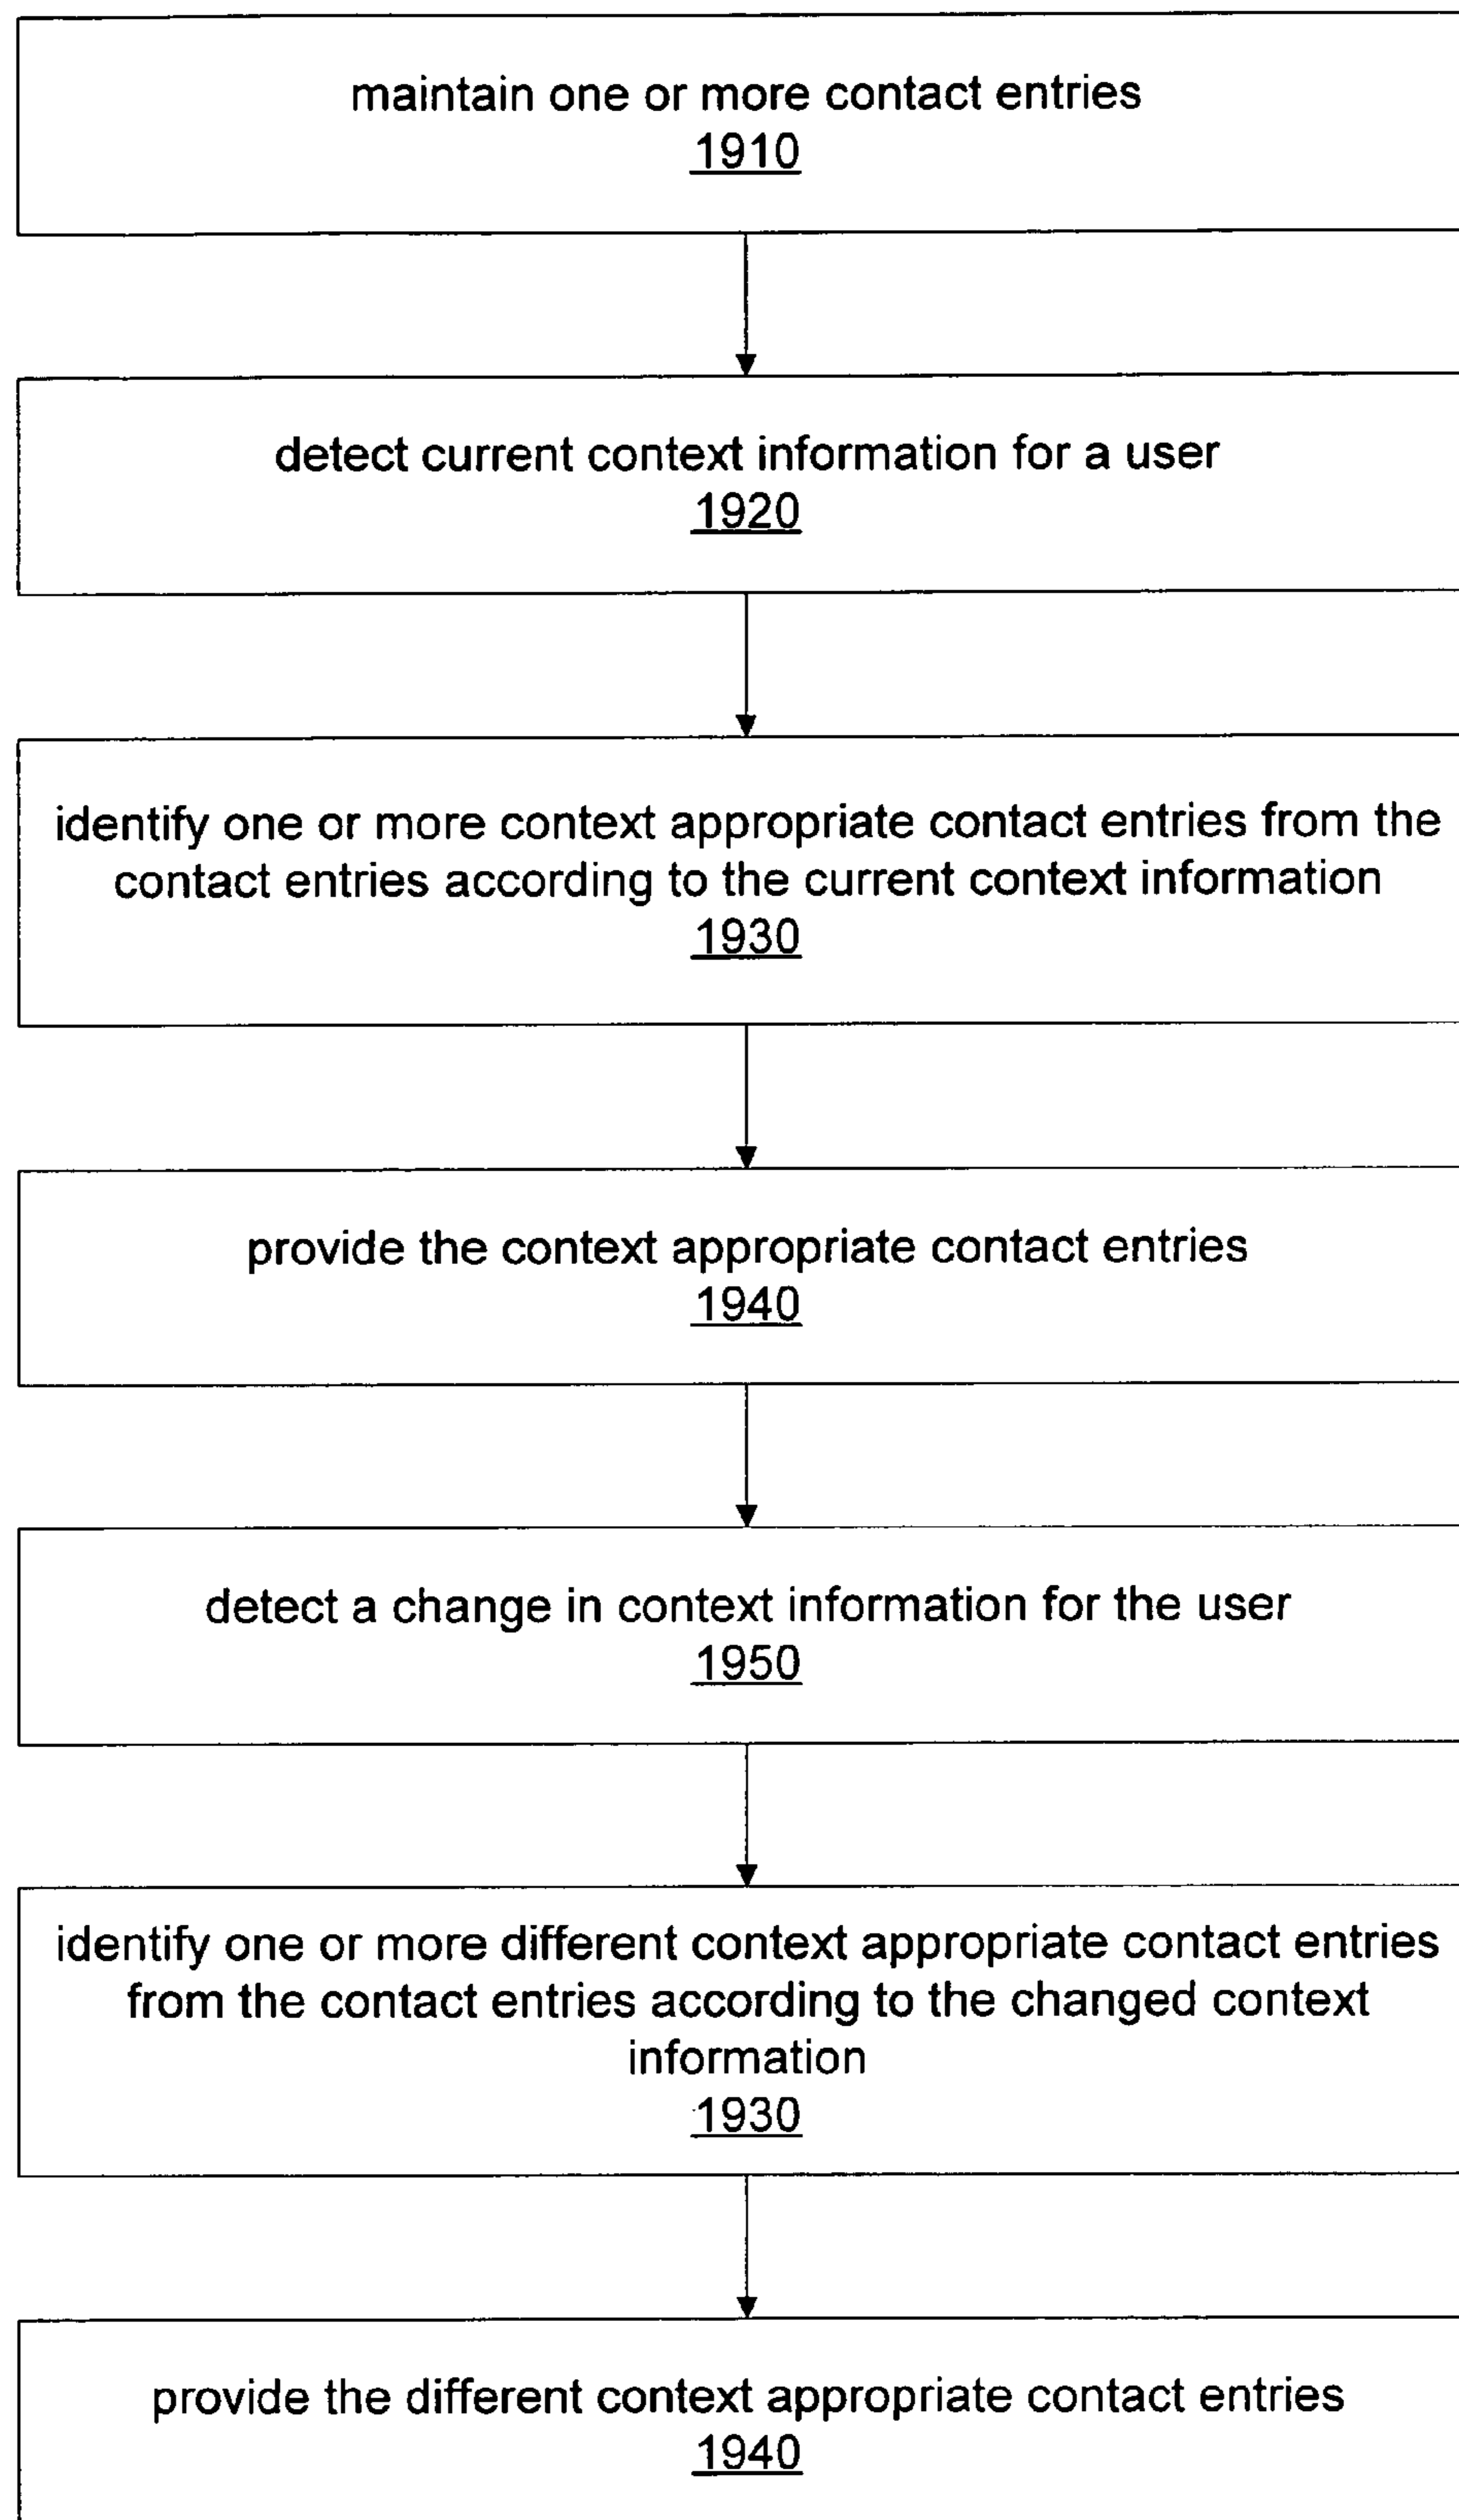 maintain one or more contact entries
1910
detect current context information for a user
1920
identify one or more context appropriate contact entries from the
contact entries according to the current context information
1930
provide the context appropriate contact entries
1940
detect a change in context information for the user
1950
identify one or more different context appropriate contact entries
from the contact entries according to the changed context
information
1930
provide the different context appropriate contact entries
1940